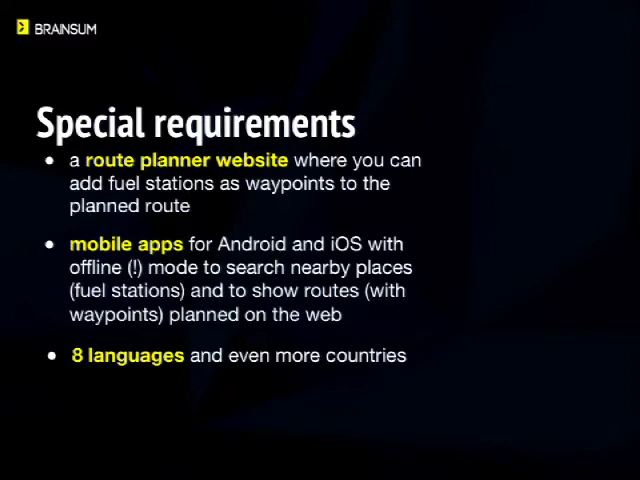 BRAINSUM
Special requirements
● a route planner website where you can
add fuel stations as waypoints to the
planned route
● mobile apps for Android and iOS with
offline (!) mode to search nearby places
(fuel stations) and to show routes (with
waypoints) planned on the web
● 8 languages and even more countries